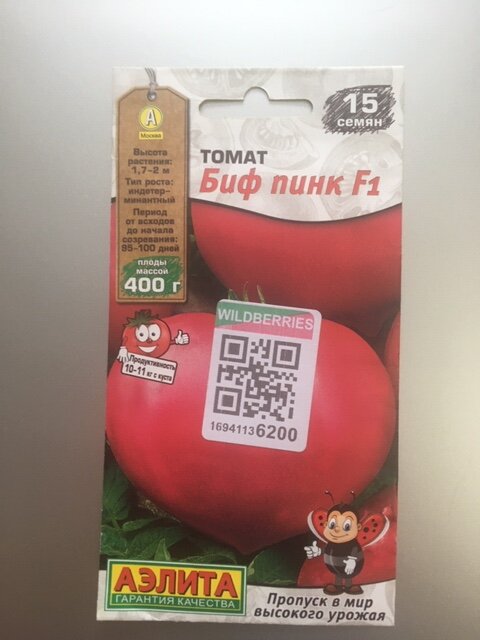 15
семян
А
Москва
Высота
растения:
1,7-2 м
Тип роста:
индетер-
минантный
Период
от всходов
до начала
созревания:
95-100 дней
плоды
массой
400 г
ТОМАТ
Биф пинк F1
Продуктивность
10-11 кг с куста
WILDBERRIES
16941136200
АЭЛИТА
ГАРАНТИЯ КАЧЕСТВА
Пропуск в мир
высокого урожая